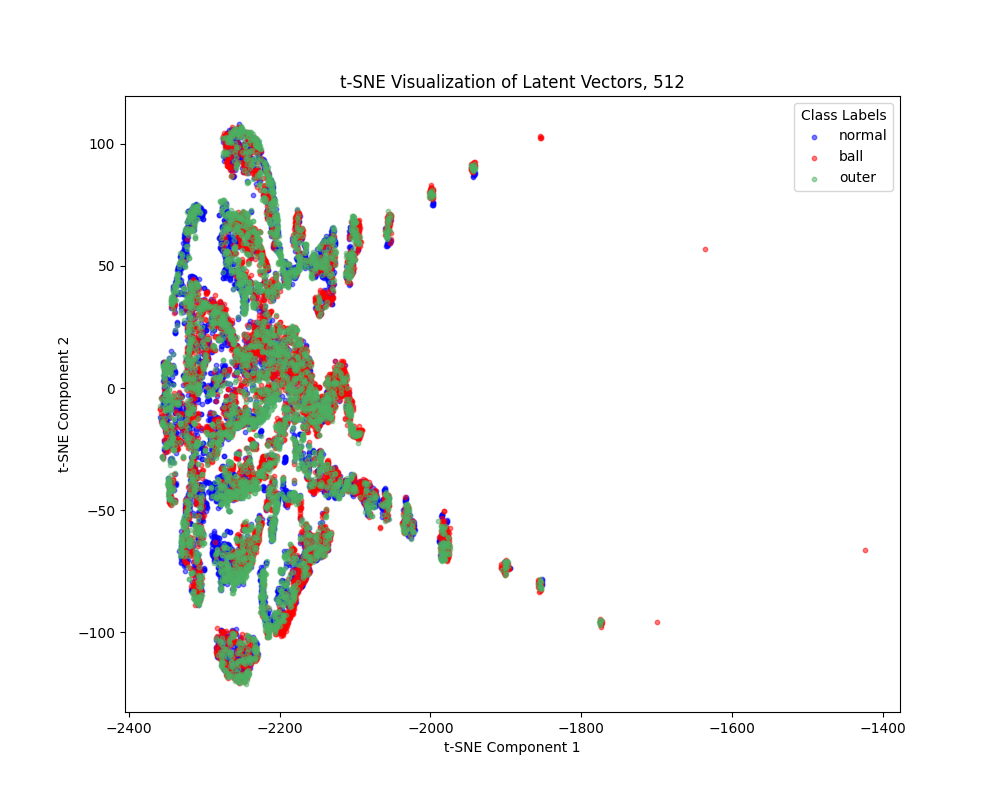 t-SNE Visualization of Latent Vectors, 512
Class Labels
normal
ball
outer
100
50
0
−50
−100
t-SNE Component 2
−2400
−2200
−2000
−1800
−1600
−1400
t-SNE Component 1